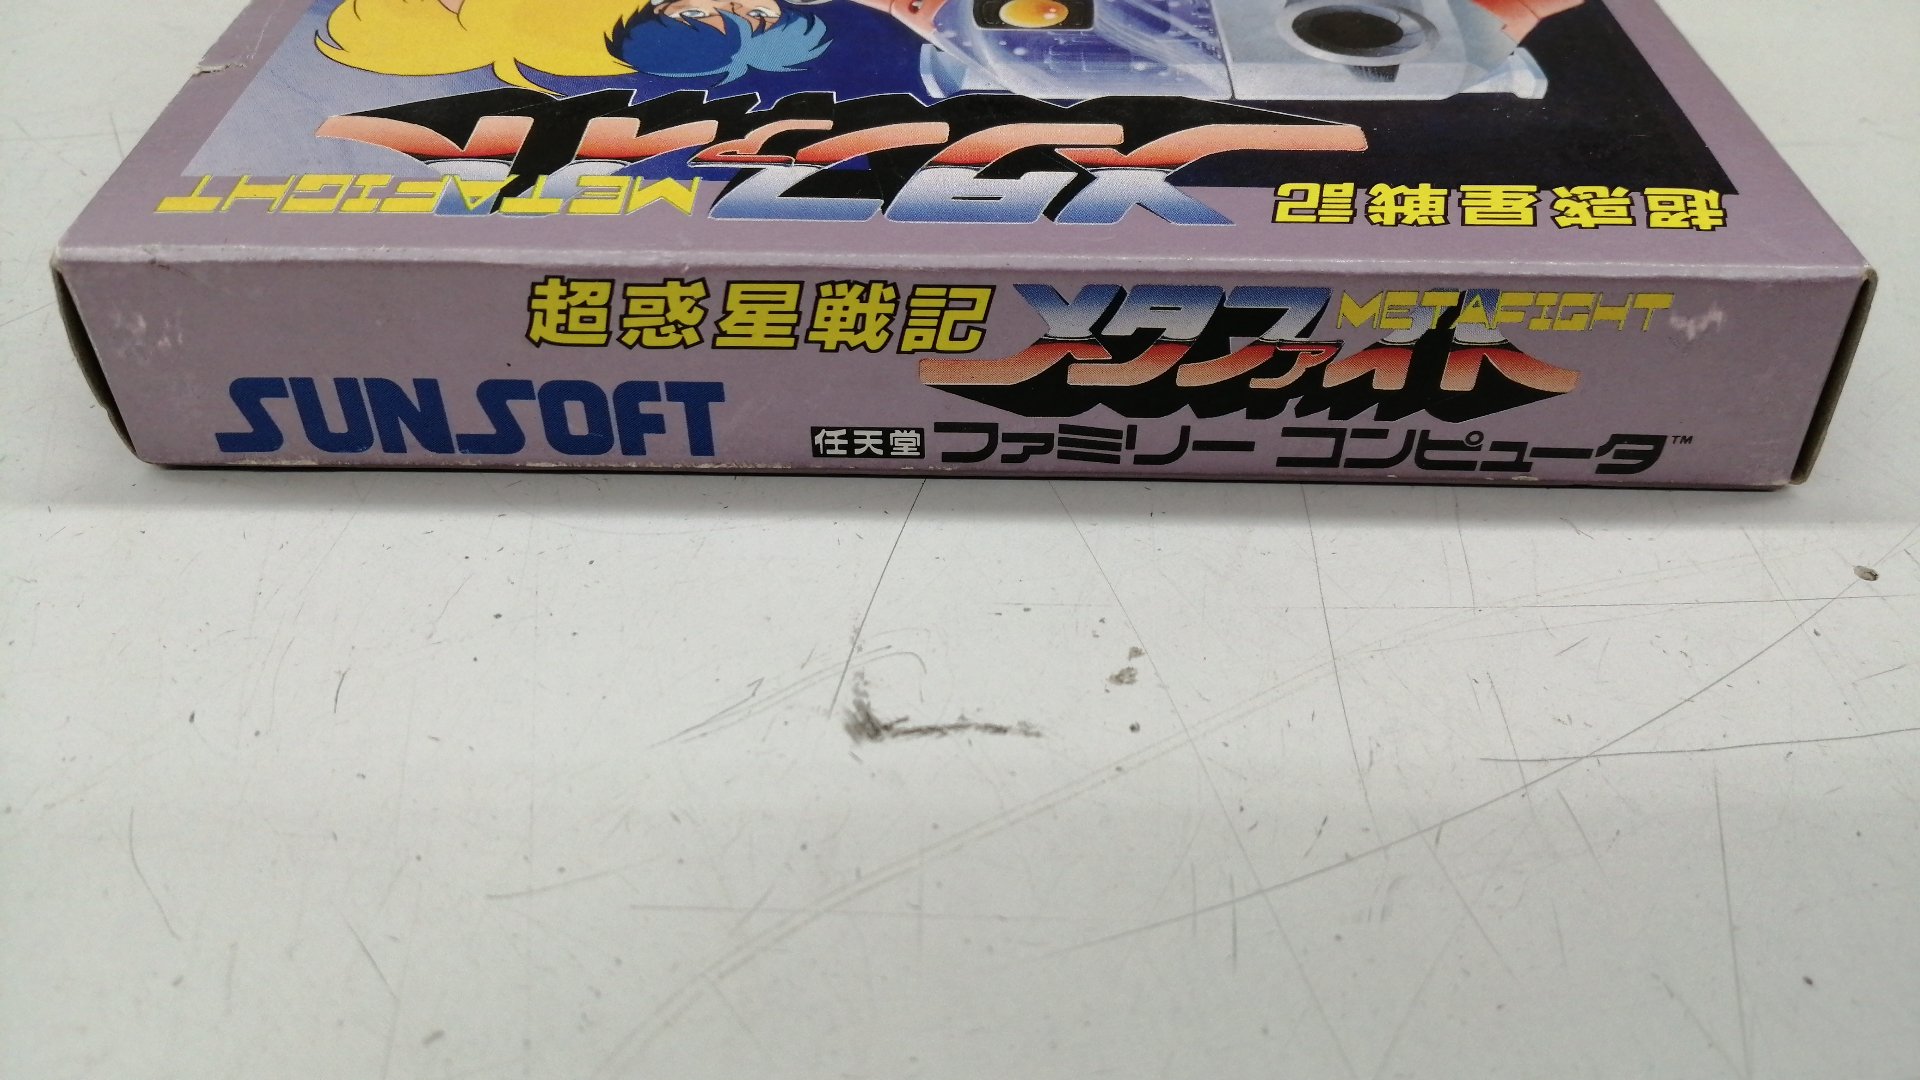 超惑星戦記 メタファイト
METAFIGHT
超惑星戦記 メタファイト METAFIGHT
SUNSOFT 任天堂 ファミリーコンピュータ™